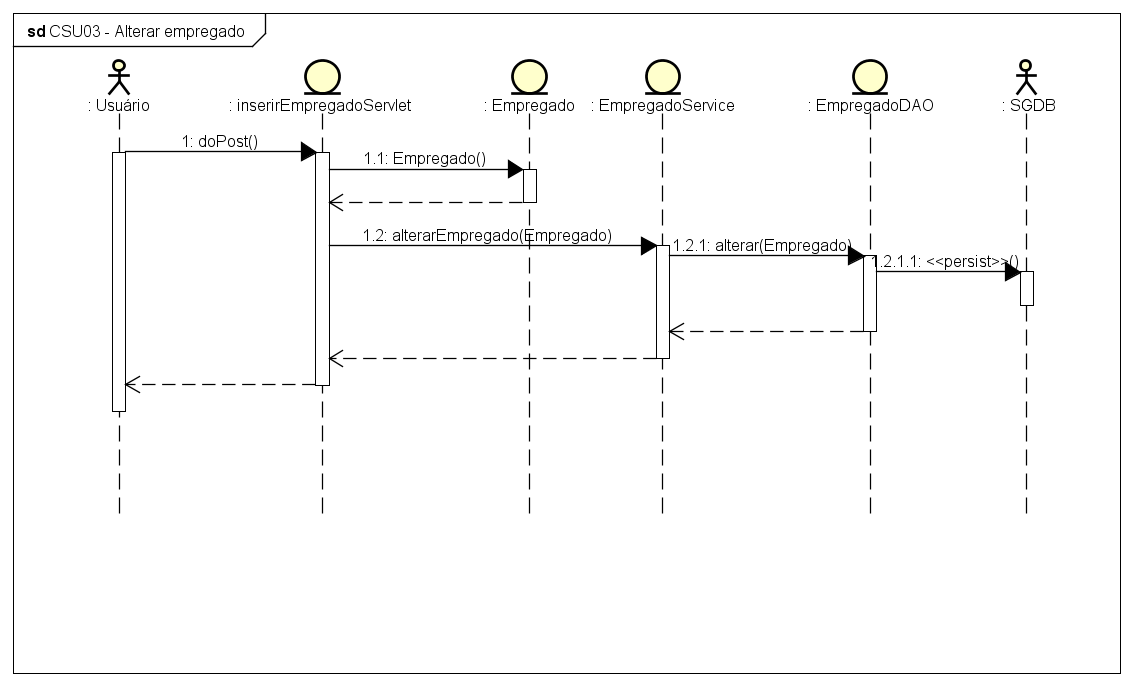 sd CSU03 - Alterar empregado
: Usuário
: inserirEmpregadoServlet
: Empregado
: EmpregadoService
: EmpregadoDAO
: SGDB
1: doPost()
1.1: Empregado()
1.2: alterarEmpregado(Empregado)
1.2.1: alterar(Empregado)
1.2.1.1: <<persist>>()